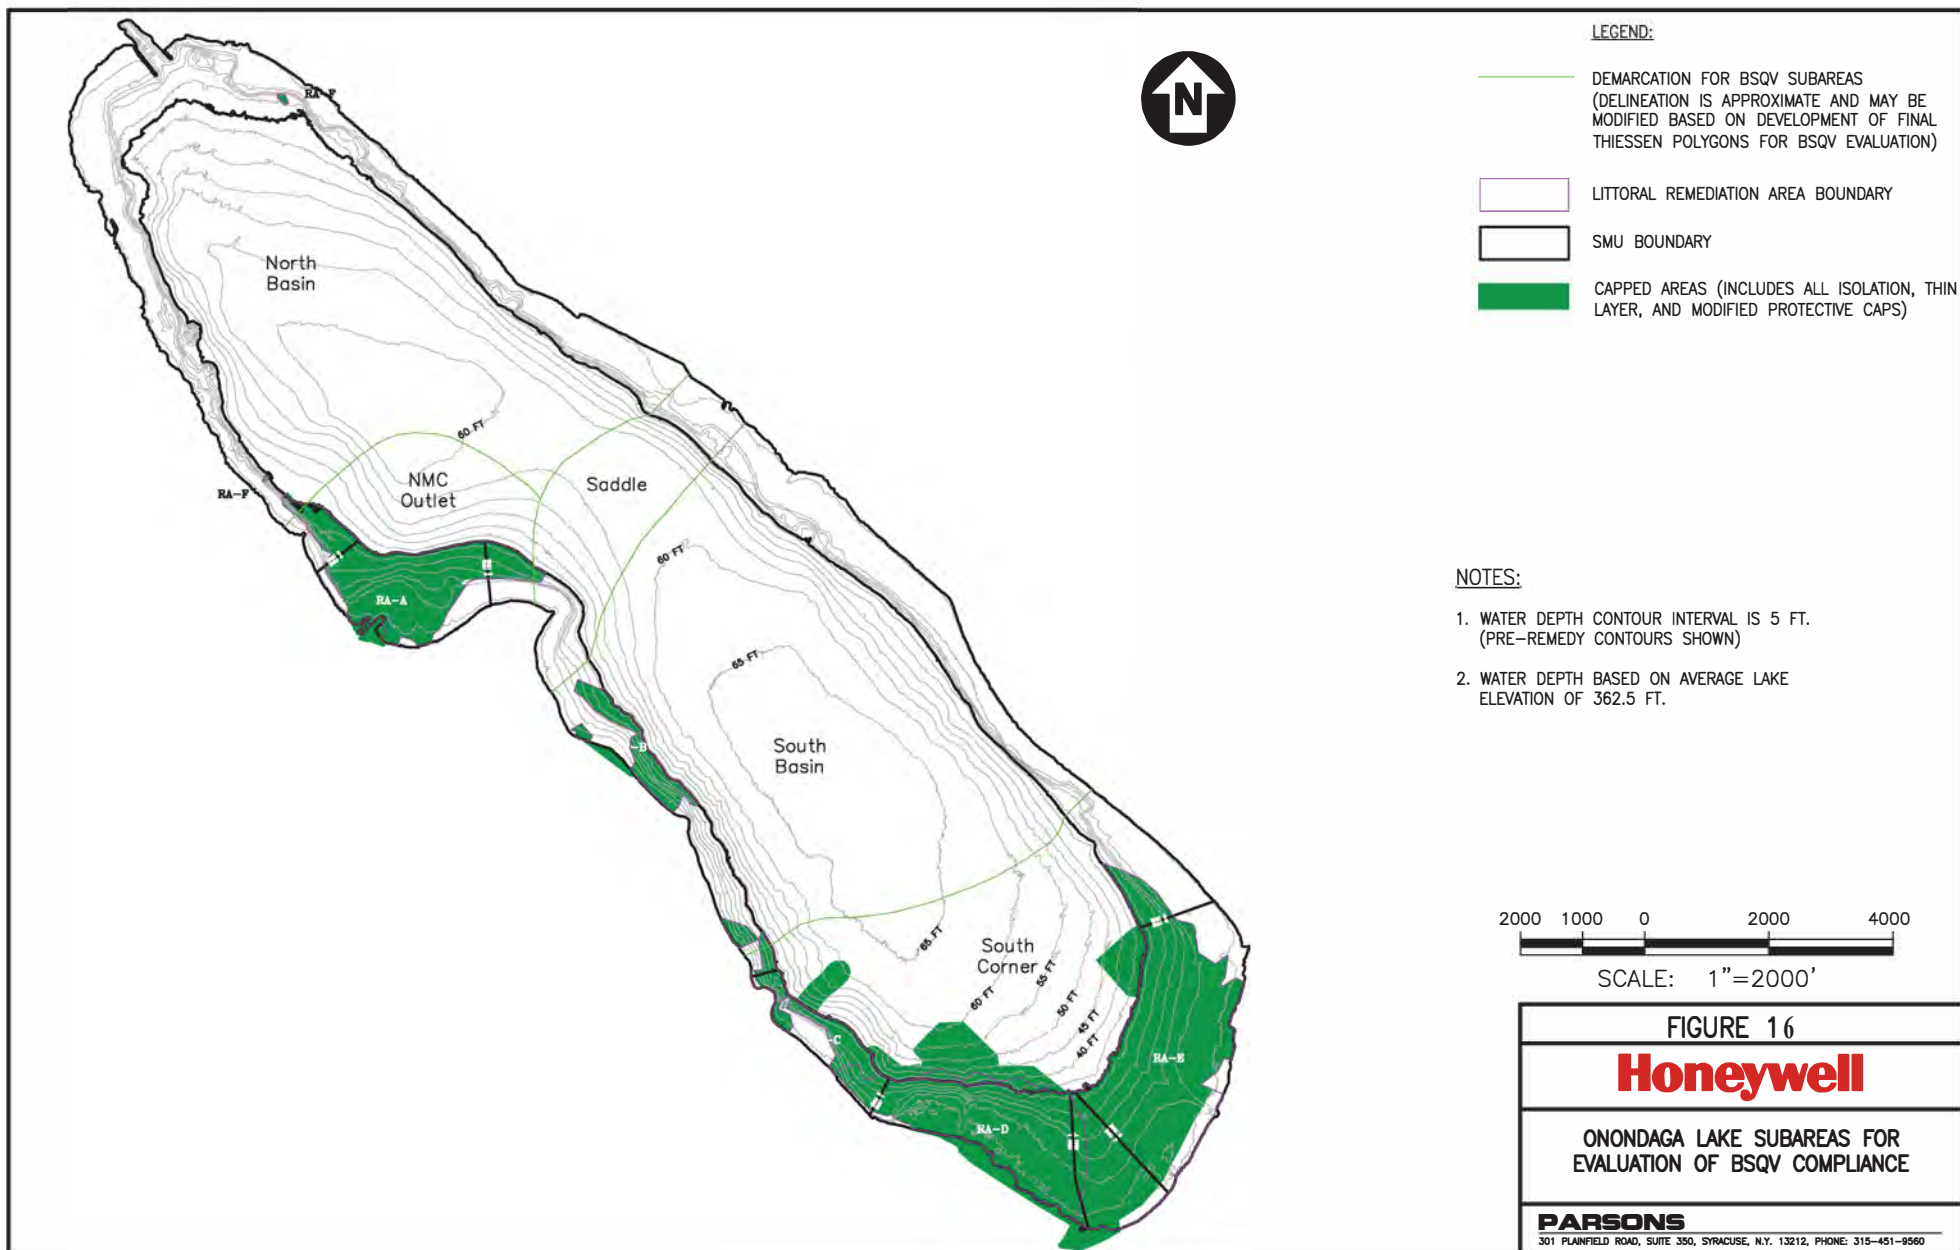 LEGEND:
DEMARCATION FOR BSQV SUBAREAS
(DELINEATION IS APPROXIMATE AND MAY BE
MODIFIED BASED ON DEVELOPMENT OF FINAL
THIESSEN POLYGONS FOR BSQV EVALUATION)
LITTORAL REMEDIATION AREA BOUNDARY
SMU BOUNDARY
CAPPED AREAS (INCLUDES ALL ISOLATION, THIN
LAYER, AND MODIFIED PROTECTIVE CAPS)
N
RA-F
North
Basin
60 FT
NMC
Outlet
Saddle
RA-F
60 FT
RA-A
65 FT
-B
South
Basin
65 FT
South
Corner
60 FT
55 FT
50 FT
45 FT
40 FT
-C
RA-E
RA-D
NOTES:
1. WATER DEPTH CONTOUR INTERVAL IS 5 FT.
(PRE-REMEDY CONTOURS SHOWN)
2. WATER DEPTH BASED ON AVERAGE LAKE
ELEVATION OF 362.5 FT.
2000 1000 0 2000 4000
SCALE: 1"=2000'
FIGURE 16
Honeywell
ONONDAGA LAKE SUBAREAS FOR
EVALUATION OF BSQV COMPLIANCE
PARSONS
301 PLAINFIELD ROAD, SUITE 350, SYRACUSE, N.Y. 13212, PHONE: 315-451-9560